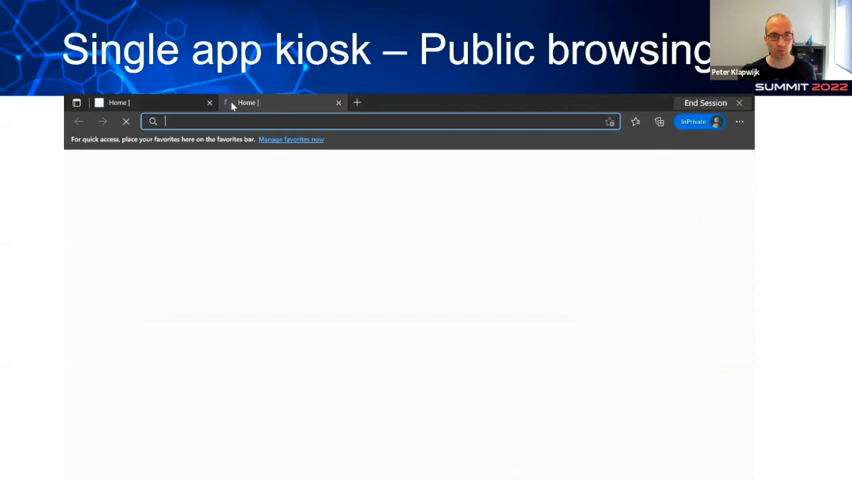 Single app kiosk – Public browsing
Peter Klapwijk
SUMMIT 2022
Home |
Home |
End Session
InPrivate
For quick access, place your favorites here on the favorites bar. Manage favorites now